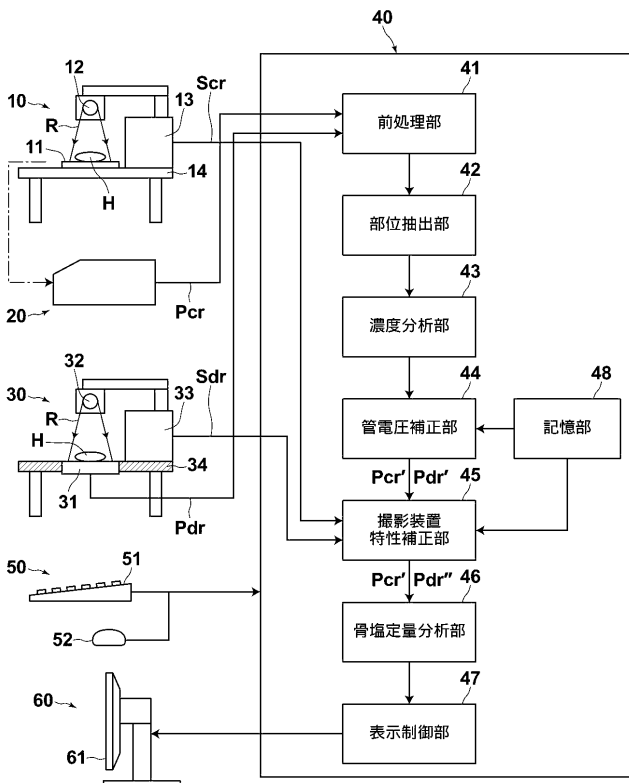 40
12
10
R
11
13
14
H
Scr
20
Pcr
41
前処理部
42
部位抽出部
43
濃度分析部
44
管電圧補正部
48
記憶部
32
30
R
H
33
34
31
Sdr
Pdr
Pcr′ Pdr′
45
撮影装置
特性補正部
Pcr′ Pdr″
46
骨塩定量分析部
47
表示制御部
50
51
52
60
61